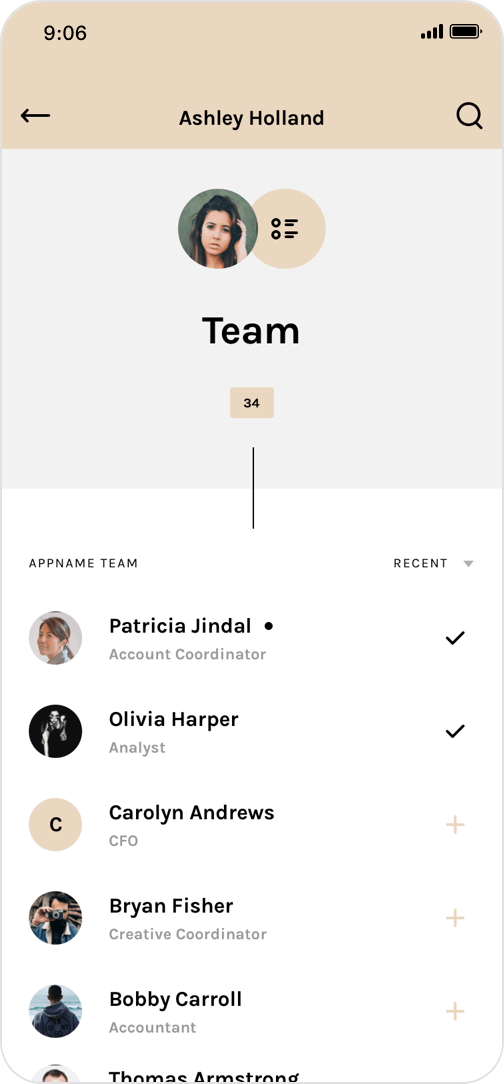 9:06
Ashley Holland
Team
34
APPNAME TEAM
RECENT
Patricia Jindal
Account Coordinator
Olivia Harper
Analyst
C
Carolyn Andrews
CFO
Bryan Fisher
Creative Coordinator
Bobby Carroll
Accountant
Thomas Armstrong